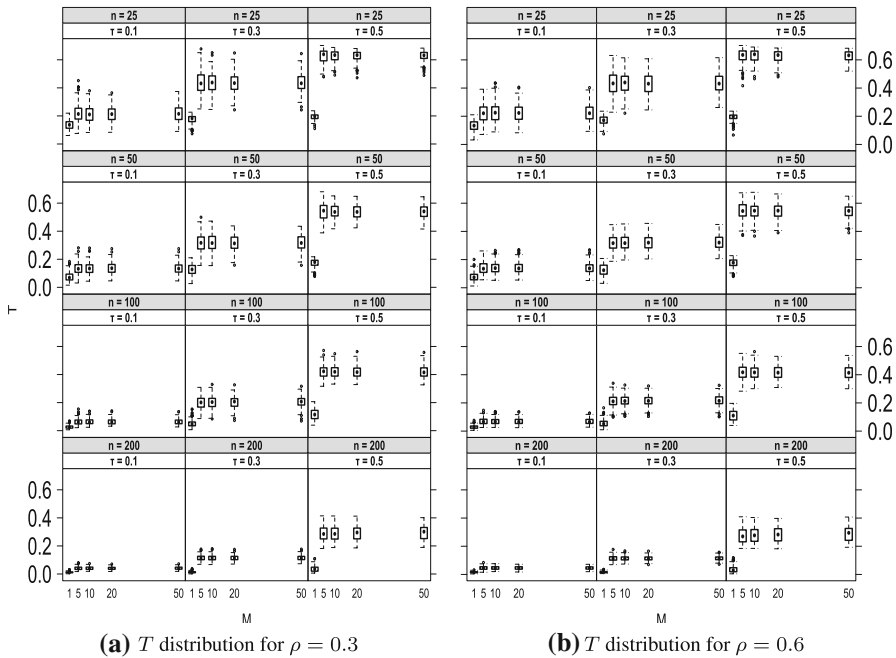 n = 25 n = 25 n = 25
τ = 0.1 τ = 0.3 τ = 0.5
n = 50 n = 50 n = 50
τ = 0.1 τ = 0.3 τ = 0.5
0.6
0.4
0.2
0.0
n = 100 n = 100 n = 100
τ = 0.1 τ = 0.3 τ = 0.5
n = 200 n = 200 n = 200
τ = 0.1 τ = 0.3 τ = 0.5
0.6
0.4
0.2
0.0
T
1 5 10 20 50 1 5 10 20 50 1 5 10 20 50
M
(a) T distribution for ρ = 0.3
n = 25 n = 25 n = 25
τ = 0.1 τ = 0.3 τ = 0.5
0.6
0.4
0.2
0.0
n = 50 n = 50 n = 50
τ = 0.1 τ = 0.3 τ = 0.5
n = 100 n = 100 n = 100
τ = 0.1 τ = 0.3 τ = 0.5
0.6
0.4
0.2
0.0
n = 200 n = 200 n = 200
τ = 0.1 τ = 0.3 τ = 0.5
1 5 10 20 50 1 5 10 20 50 1 5 10 20 50
M
(b) T distribution for ρ = 0.6